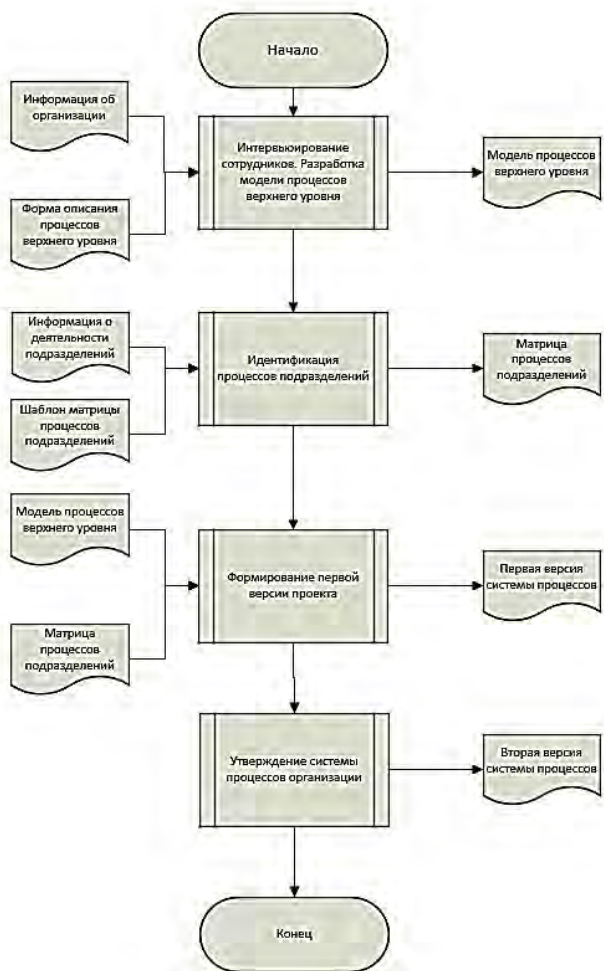 Начало
Информация об
организации
Форма описания
процессов
верхнего уровня
Интервьюирование
сотрудников. Разработка
модели процессов
верхнего уровня
Модель процессов
верхнего уровня
Информация о
деятельности
подразделений
Шаблон матрицы
процессов
подразделений
Идентификация
процессов подразделений
Матрица
процессов
подразделений
Модель процессов
верхнего уровня
Матрица
процессов
подразделений
Формирование первой
версии проекта
Первая версия
системы процессов
Утверждение системы
процессов организации
Вторая версия
системы процессов
Конец